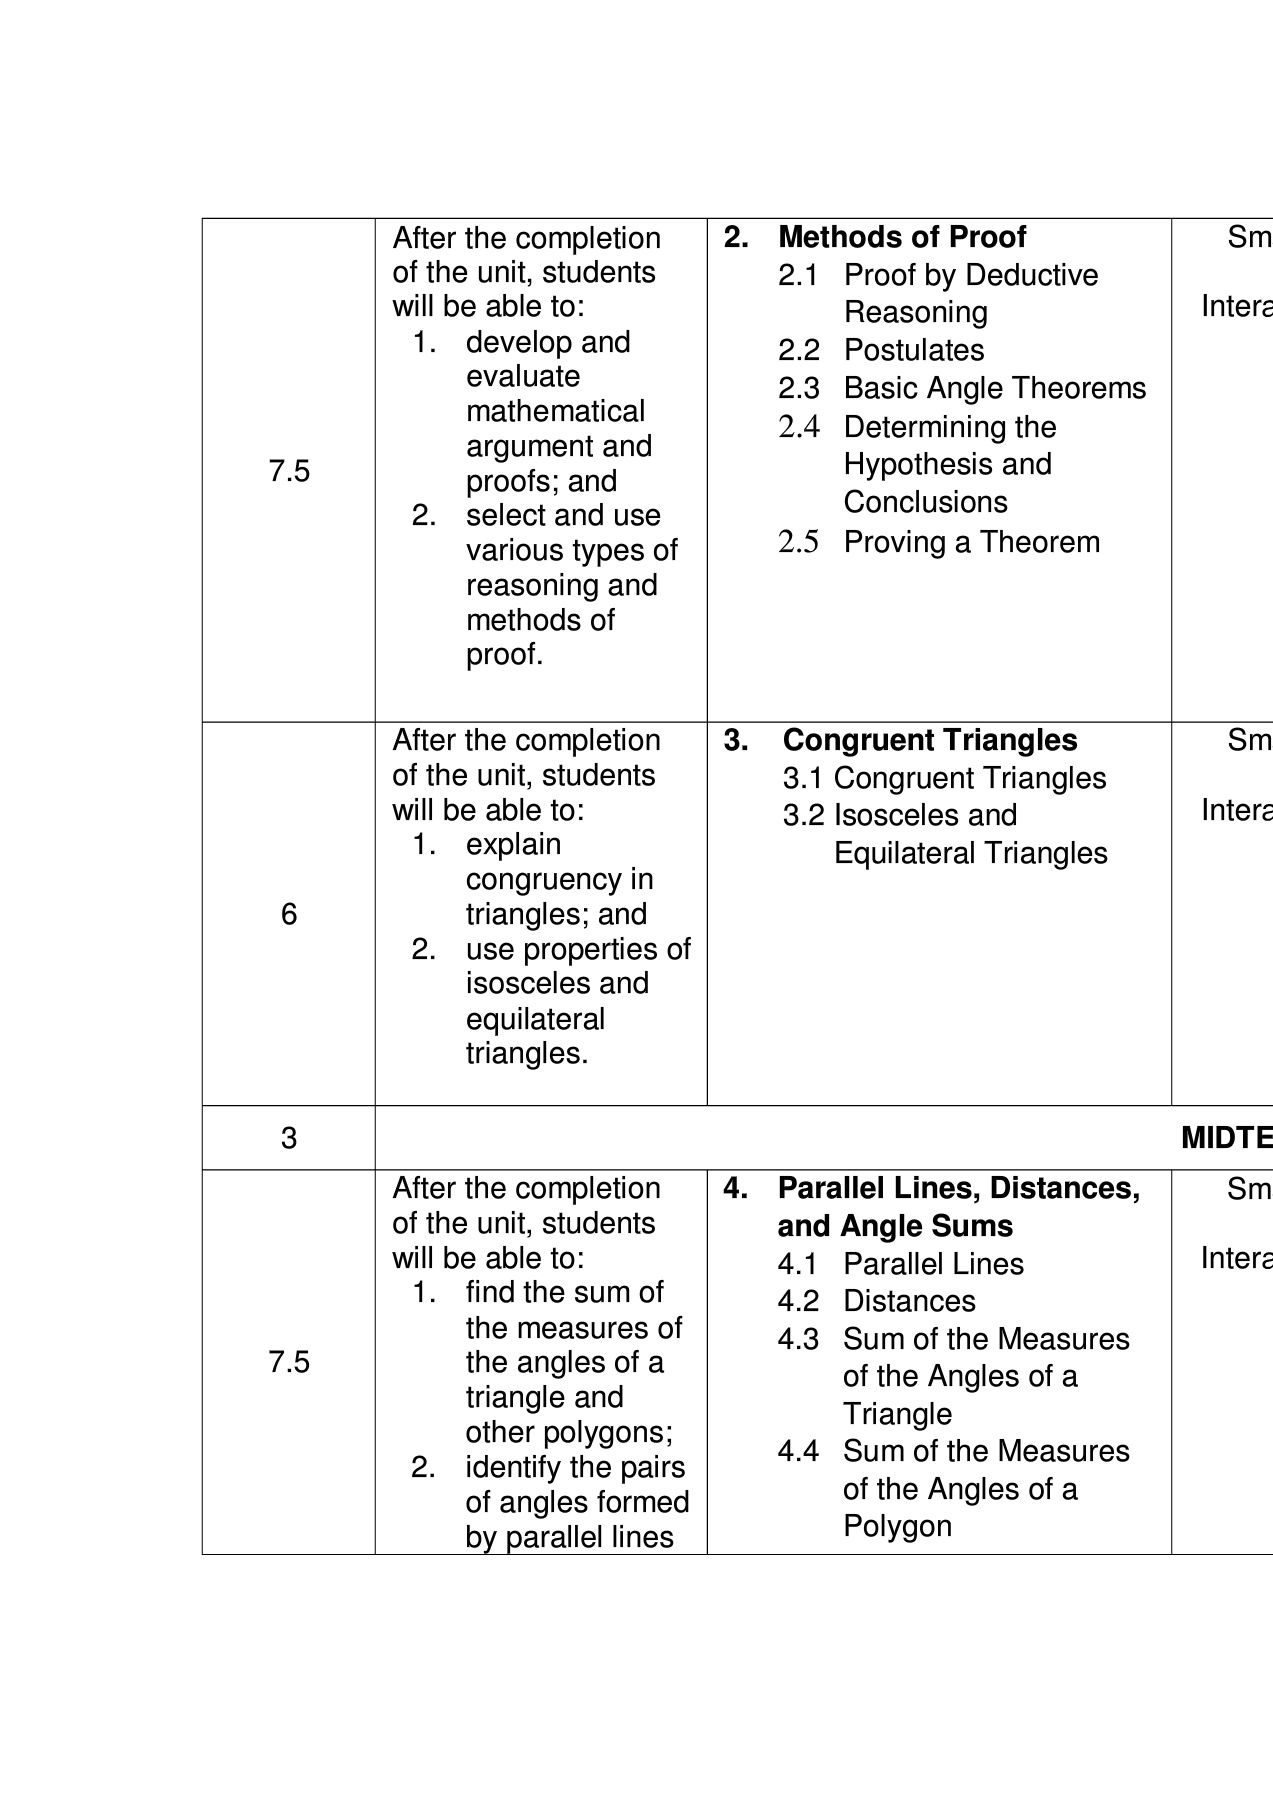 7.5
After the completion
of the unit, students
will be able to:
1. develop and
evaluate
mathematical
argument and
proofs; and
2. select and use
various types of
reasoning and
methods of
proof.
2. Methods of Proof
2.1 Proof by Deductive
Reasoning
2.2 Postulates
2.3 Basic Angle Theorems
2.4 Determining the
Hypothesis and
Conclusions
2.5 Proving a Theorem
Sm
Intera
6
After the completion
of the unit, students
will be able to:
1. explain
congruency in
triangles; and
2. use properties of
isosceles and
equilateral
triangles.
3. Congruent Triangles
3.1 Congruent Triangles
3.2 Isosceles and
Equilateral Triangles
Sm
Intera
3
MIDTE
7.5
After the completion
of the unit, students
will be able to:
1. find the sum of
the measures of
the angles of a
triangle and
other polygons;
2. identify the pairs
of angles formed
by parallel lines
4. Parallel Lines, Distances,
and Angle Sums
4.1 Parallel Lines
4.2 Distances
4.3 Sum of the Measures
of the Angles of a
Triangle
4.4 Sum of the Measures
of the Angles of a
Polygon
Sm
Intera